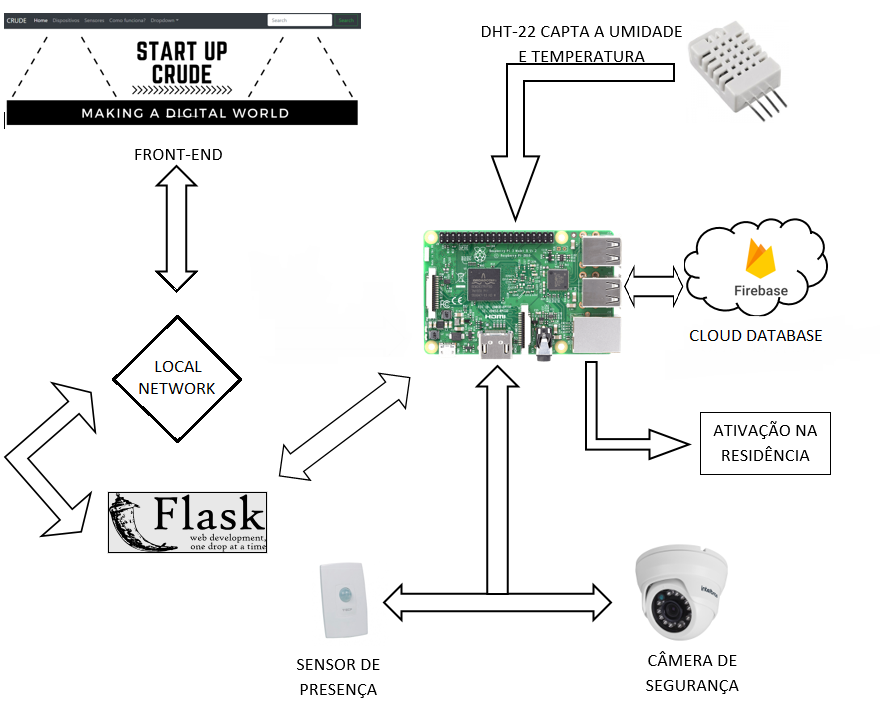 CRUDE Home Dispositivos Sensores Como funciona? Dropdown Search Search
START UP
CRUDE
MAKING A DIGITAL WORLD
FRONT-END
DHT-22 CAPTA A UMIDADE
E TEMPERATURA
HDMI
Firebase
CLOUD DATABASE
LOCAL
NETWORK
ATIVAÇÃO NA
RESIDÊNCIA
Flask
web development,
one drop at a time
intelbras
SENSOR DE
PRESENÇA
CÂMERA DE
SEGURANÇA